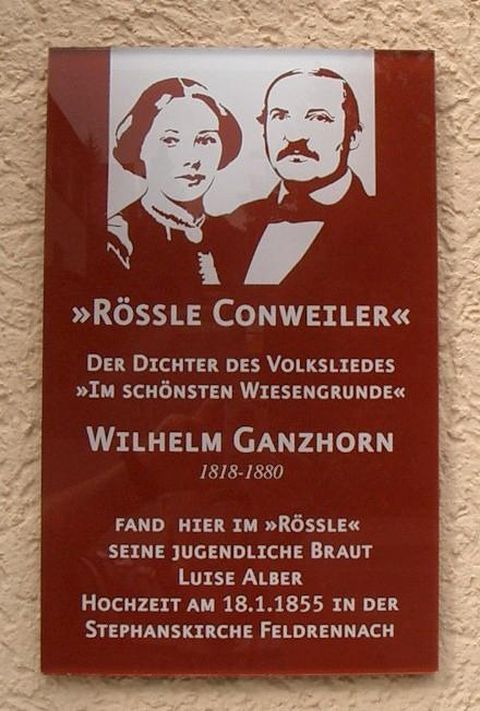 »RÖSSLE CONWEILER«
DER DICHTER DES VOLKSLIEDES
»IM SCHÖNSTEN WIESENGRUNDE«
WILHELM GANZHORN
1818-1880
FAND HIER IM »RÖSSLE«
SEINE JUGENDLICHE BRAUT
LUISE ALBER
HOCHZEIT AM 18.1.1855 IN DER
STEPHANSKIRCHE FELDRENNACH